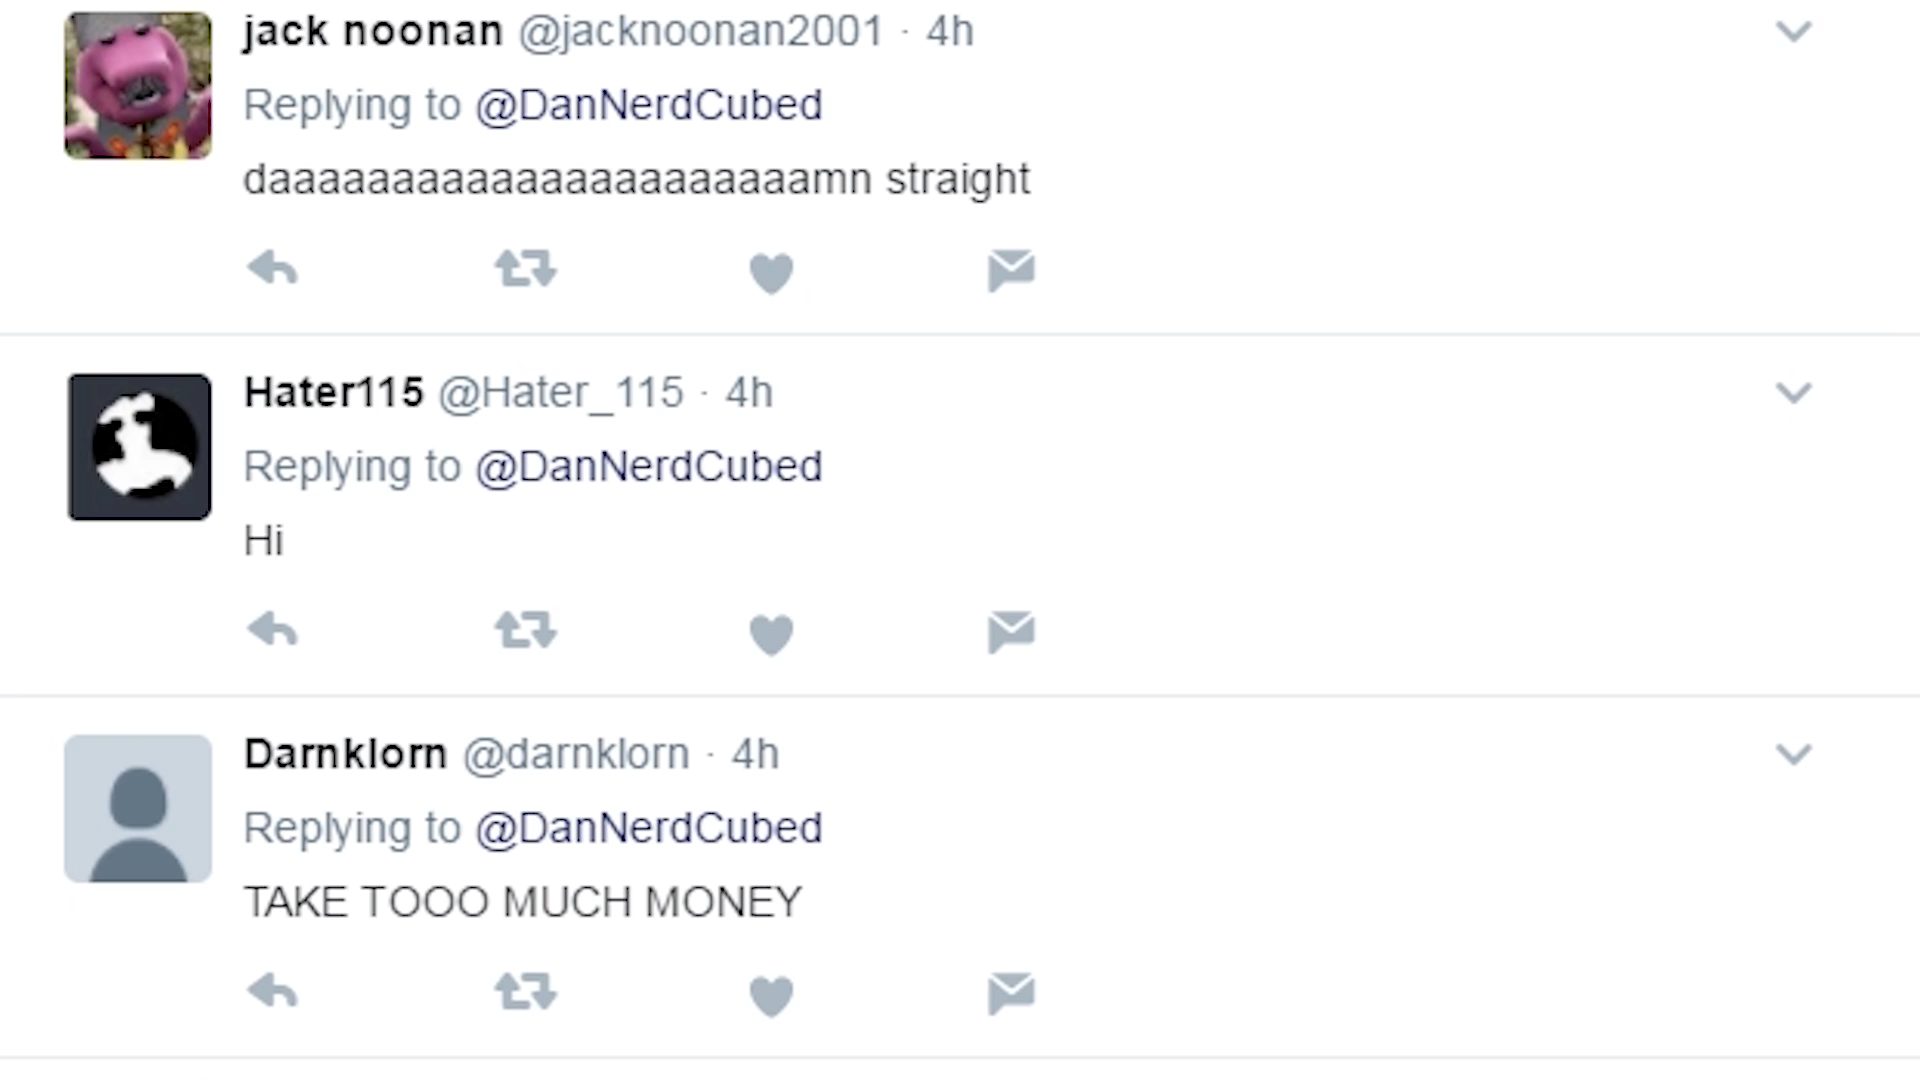 jack noonan @jacknoonan2001 · 4h
Replying to @DanNerdCubed
daaaaaaaaaaaaaaaaaaaaaamn straight
Hater115 @Hater_115 · 4h
Replying to @DanNerdCubed
Hi
Darnklorn @darnklorn · 4h
Replying to @DanNerdCubed
TAKE TOOO MUCH MONEY